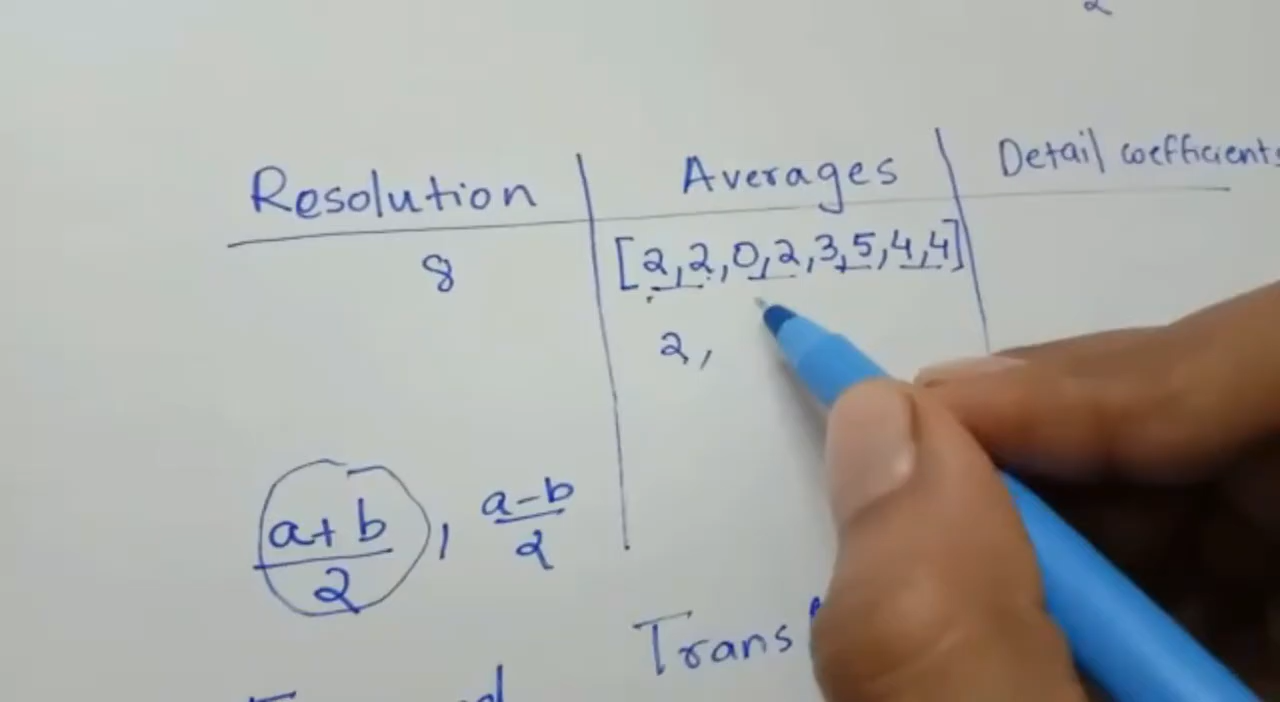 Resolution Averages Detail coefficients
8 [2,2,0,2,3,5,4,4]
2,
a+b/2, a-b/2
Trans